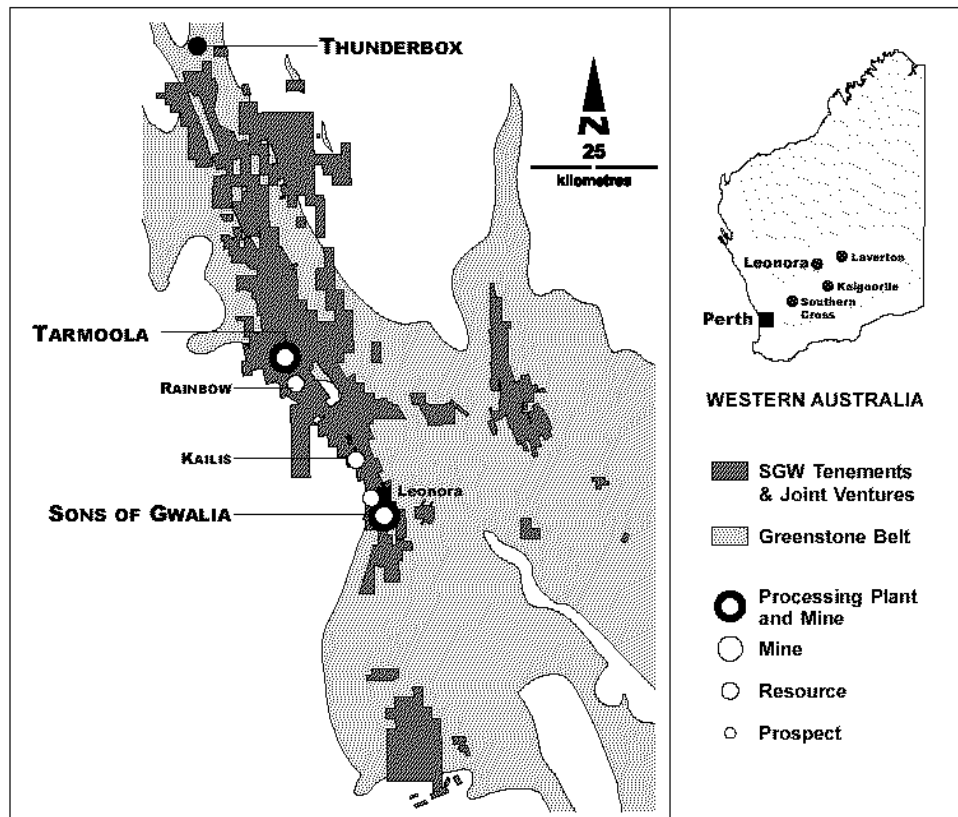 THUNDERBOX
N
25
kilometres
TARMOOLA
RAINBOW
KAILIS
Leonora
SONS OF GWALIA
Leonora
Laverton
Kalgoorlie
Southern
Cross
Perth
WESTERN AUSTRALIA
SGW Tenements
& Joint Ventures
Greenstone Belt
Processing Plant
and Mine
Mine
Resource
Prospect